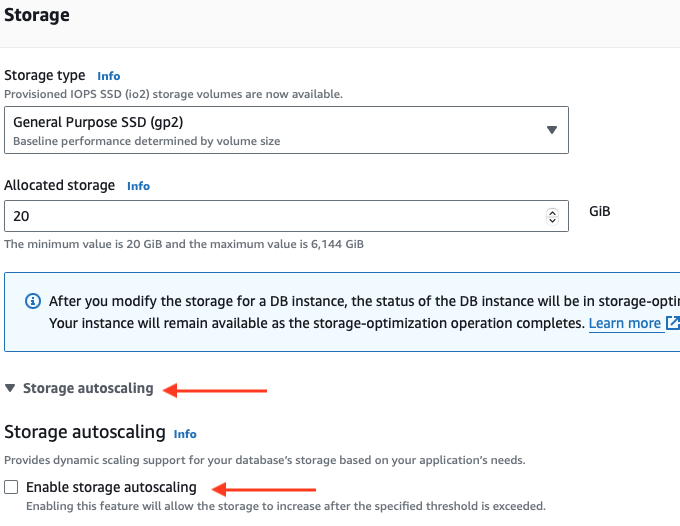 Storage
Storage type Info
Provisioned IOPS SSD (io2) storage volumes are now available.
General Purpose SSD (gp2)
Baseline performance determined by volume size
Allocated storage Info
20
GiB
The minimum value is 20 GiB and the maximum value is 6,144 GiB
After you modify the storage for a DB instance, the status of the DB instance will be in storage-opti
Your instance will remain available as the storage-optimization operation completes. Learn more
Storage autoscaling
Storage autoscaling Info
Provides dynamic scaling support for your database's storage based on your application's needs.
Enable storage autoscaling
Enabling this feature will allow the storage to increase after the specified threshold is exceeded.